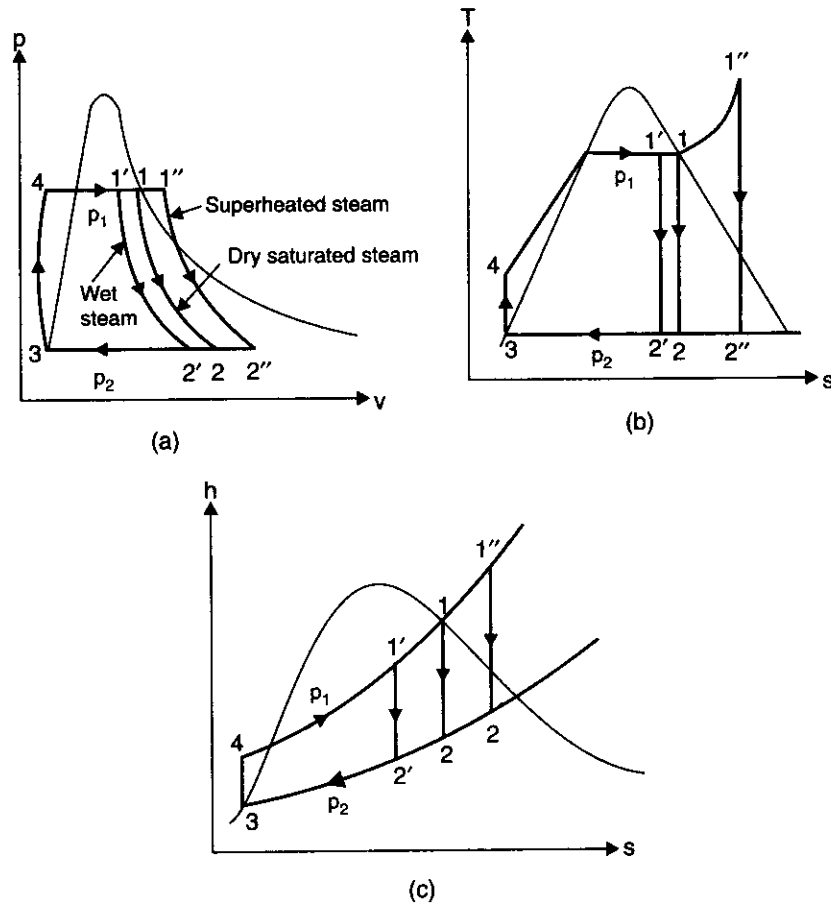 p
4
1′ 1 1″
p₁
Superheated steam
Dry saturated steam
Wet
steam
3
p₂
2′ 2 2″
v
(a)
T
1″
1′ 1
p₁
4
3
p₂
2′ 2 2″
s
(b)
h
1″
1
1′
p₁
4
2′ 2 2
p₂
3
s
(c)